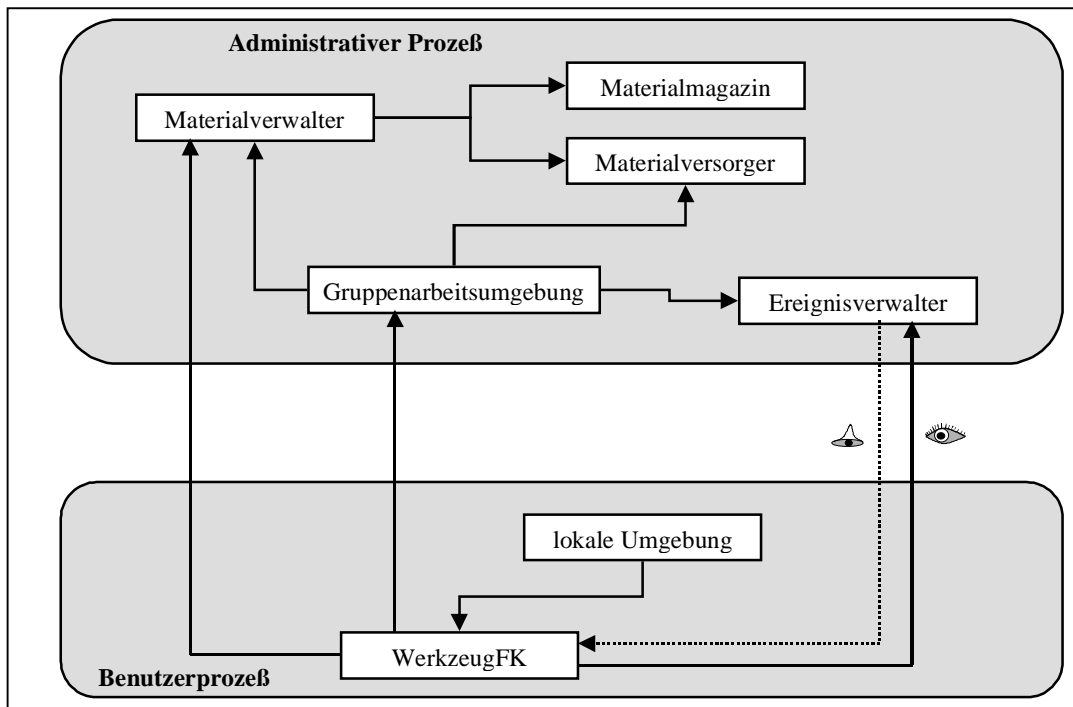 Administrativer Prozeß
Materialmagazin
Materialverwalter
Materialversorger
Gruppenarbeitsumgebung
Ereignisverwalter
lokale Umgebung
WerkzeugFK
Benutzerprozeß